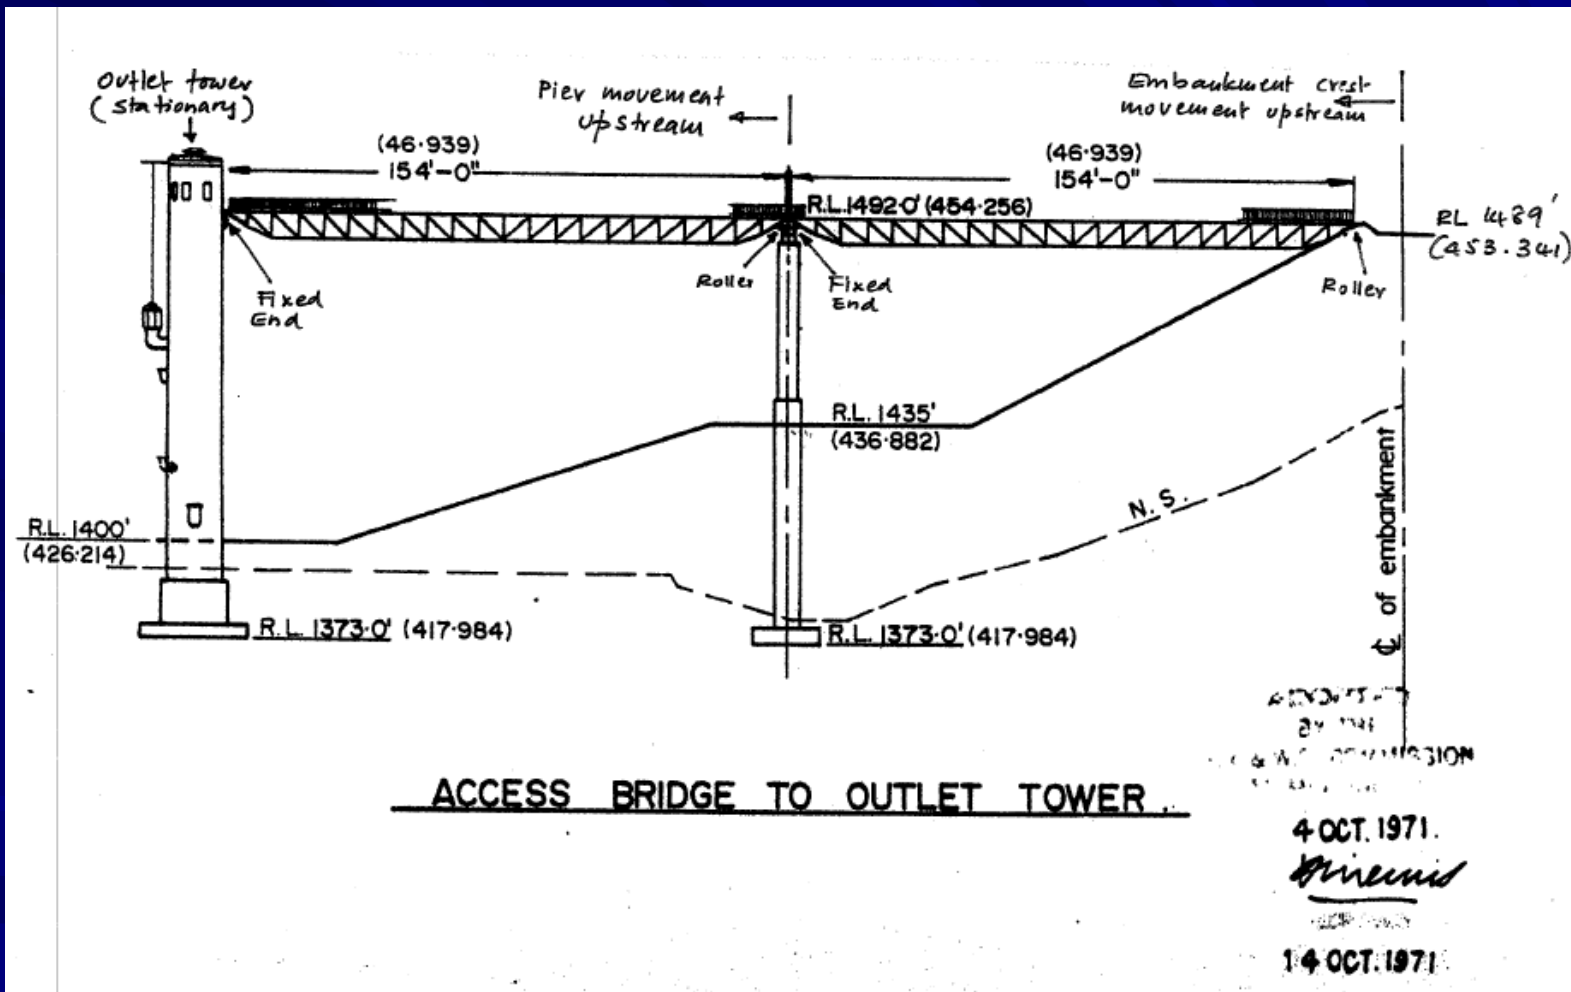 Outlet tower
(stationary)
Pier movement
upstream
Embankment crest
movement upstream
(46·939)
154'-0"
(46·939)
154'-0"
R.L. 1492·0' (454·256)
RL 1489'
(453.341)
Fixed
End
Roller
Fixed
End
Roller
R.L. 1435'
(436·882)
N.S.
R.L. 1400'
(426·214)
R.L. 1373·0' (417·984)
R.L. 1373·0' (417·984)
℄ of embankment
ACCESS BRIDGE TO OUTLET TOWER.
4 OCT. 1971.
14 OCT. 1971